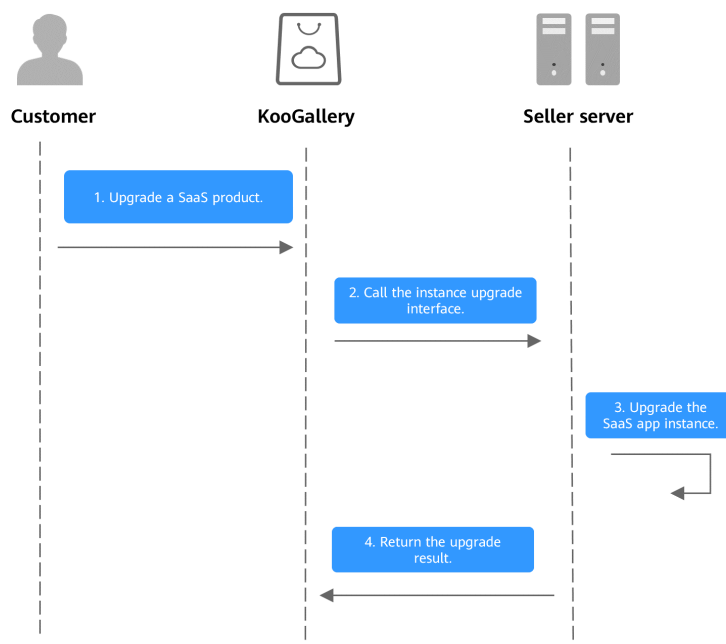 Customer
KooGallery
Seller server
1. Upgrade a SaaS product.
2. Call the instance upgrade
interface.
3. Upgrade the
SaaS app instance.
4. Return the upgrade
result.